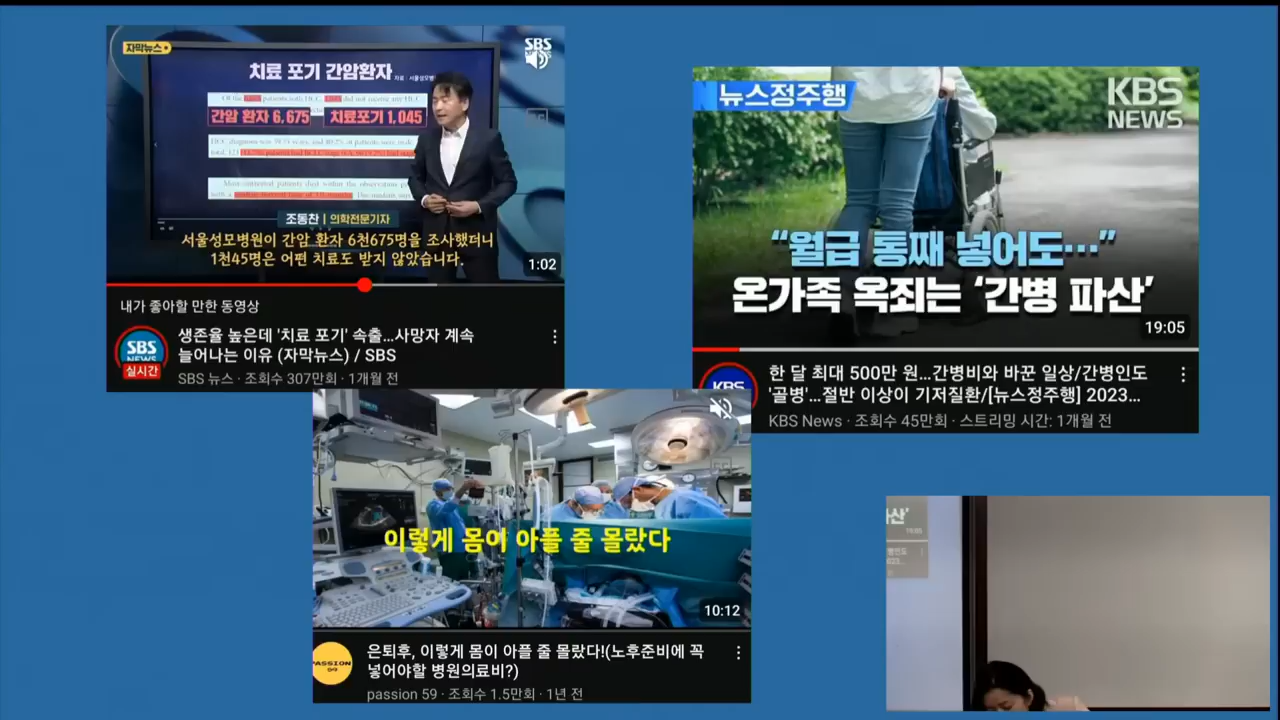 자막뉴스
SBS
치료 포기 간암환자
간암 환자 6,675
치료포기 1,045
조동찬 | 의학전문기자
서울성모병원이 간암 환자 6천675명을 조사했더니
1천45명은 어떤 치료도 받지 않았습니다.
1:02
내가 좋아할 만한 동영상
SBS
NEWS
실시간
생존율 높은데 '치료 포기' 속출...사망자 계속
늘어나는 이유 (자막뉴스) / SBS
SBS 뉴스 · 조회수 307만회 · 1개월 전
뉴스정주행
KBS
NEWS
“월급 통째 넣어도…”
온가족 옥죄는 ‘간병 파산’
19:05
KBS
한 달 최대 500만 원...간병비와 바꾼 일상/간병인도
'골병'...절반 이상이 기저질환/[뉴스정주행] 2023...
KBS News · 조회수 45만회 · 스트리밍 시간: 1개월 전
이렇게 몸이 아플 줄 몰랐다
10:12
PASSION
59
은퇴후, 이렇게 몸이 아플 줄 몰랐다!(노후준비에 꼭
넣어야할 병원의료비?)
passion 59 · 조회수 1.5만회 · 1년 전
산’
19:05
병인도